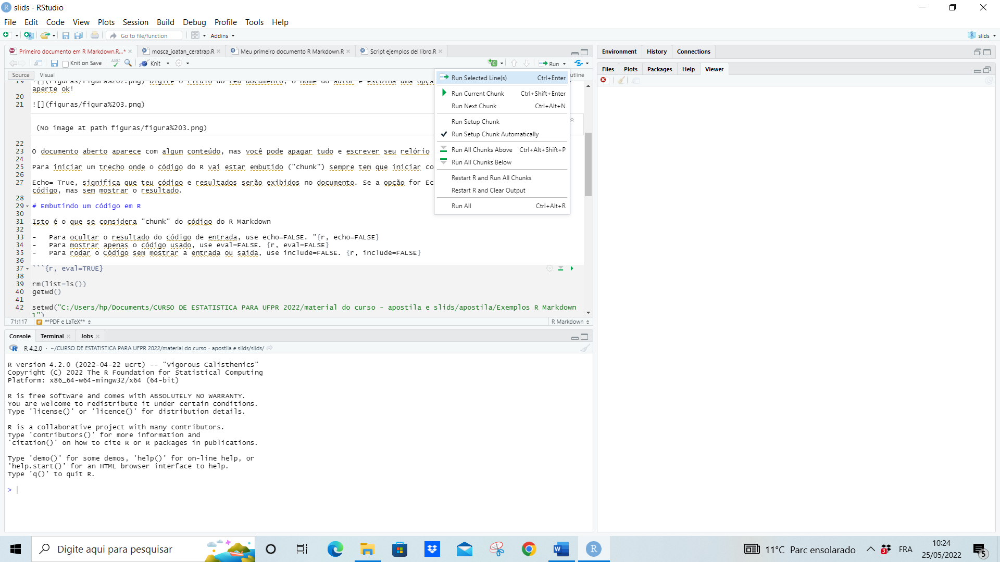 slids - RStudio
File Edit Code View Plots Session Build Debug Profile Tools Help
Go to file/function Addins slids
Primeiro documento em R Markdown.R...* mosca_joatan_ceratrap.R Meu primeiro documento R Markdown.R Script ejemplos del libro.R
Knit on Save ABC Knit Run
Source Visual utline
19 ![](figuras/figura%202.png) Digite o título do teu documento, o nome do autor e escolha uma opçã
aperte ok!
20
21 ![](figuras/figura%203.png)
(No image at path figuras/figura%203.png)
22
23 O documento aberto aparece com algum conteúdo, mas você pode apagar tudo e escrever seu relório
24
25 Para iniciar um trecho onde o código do R vai estar embutido ("chunk") sempre tem que iniciar co
26
27 Echo= True, significa que teu código e resultados serão exibidos no documento. Se a opção for Ec
código, mas sem mostrar o resultado.
28
29 # Embutindo um código em R
30
31 Isto é o que se considera "chunk" do código do R Markdown
32
33 - Para ocultar o resultado do código de entrada, use echo=FALSE. "{r, echo=FALSE}
34 - Para mostrar apenas o código usado, use eval=FALSE. {r, eval=FALSE}
35 - Para rodar o código sem mostrar a entrada ou saída, use include=FALSE. {r, include=FALSE}
36
37 ```{r, eval=TRUE}
38
39 rm(list=ls())
40 getwd()
41
42 setwd("C:/Users/hp/Documents/CURSO DE ESTATISTICA PARA UFPR 2022/material do curso - apostila e slids/apostila/Exemplos R Markdown
1")
71:117 **PDF e LaTeX** R Markdown
Run Selected Line(s) Ctrl+Enter
Run Current Chunk Ctrl+Shift+Enter
Run Next Chunk Ctrl+Alt+N
Run Setup Chunk
Run Setup Chunk Automatically
Run All Chunks Above Ctrl+Alt+Shift+P
Run All Chunks Below
Restart R and Run All Chunks
Restart R and Clear Output
Run All Ctrl+Alt+R
Console Terminal Jobs
R 4.2.0 · ~/CURSO DE ESTATISTICA PARA UFPR 2022/material do curso - apostila e slids/slids/
R version 4.2.0 (2022-04-22 ucrt) -- "Vigorous Calisthenics"
Copyright (C) 2022 The R Foundation for Statistical Computing
Platform: x86_64-w64-mingw32/x64 (64-bit)
R is free software and comes with ABSOLUTELY NO WARRANTY.
You are welcome to redistribute it under certain conditions.
Type 'license()' or 'licence()' for distribution details.
R is a collaborative project with many contributors.
Type 'contributors()' for more information and
'citation()' on how to cite R or R packages in publications.
Type 'demo()' for some demos, 'help()' for on-line help, or
'help.start()' for an HTML browser interface to help.
Type 'q()' to quit R.
>
Environment History Connections
Files Plots Packages Help Viewer
Digite aqui para pesquisar
11°C Parc ensolarado
3
FRA
10:24
25/05/2022
5